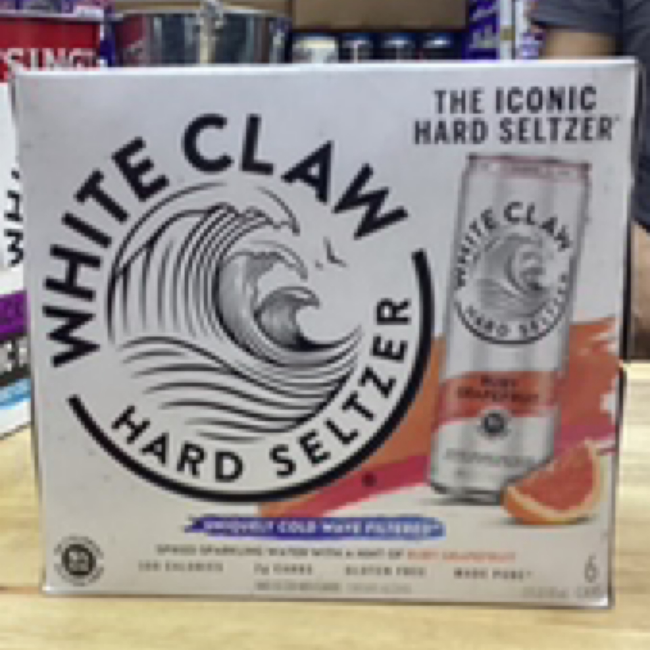 THE ICONIC
HARD SELTZER
WHITE CLAW
HARD SELTZER
WHITE CLAW
HARD SELTZER
RUBY
GRAPEFRUIT
UNIQUELY COLD WAVE FILTERED
SPIKED SPARKLING WATER WITH A HINT OF RUBY GRAPEFRUIT
100 CALORIES 2g CARBS GLUTEN FREE MADE PURE
6